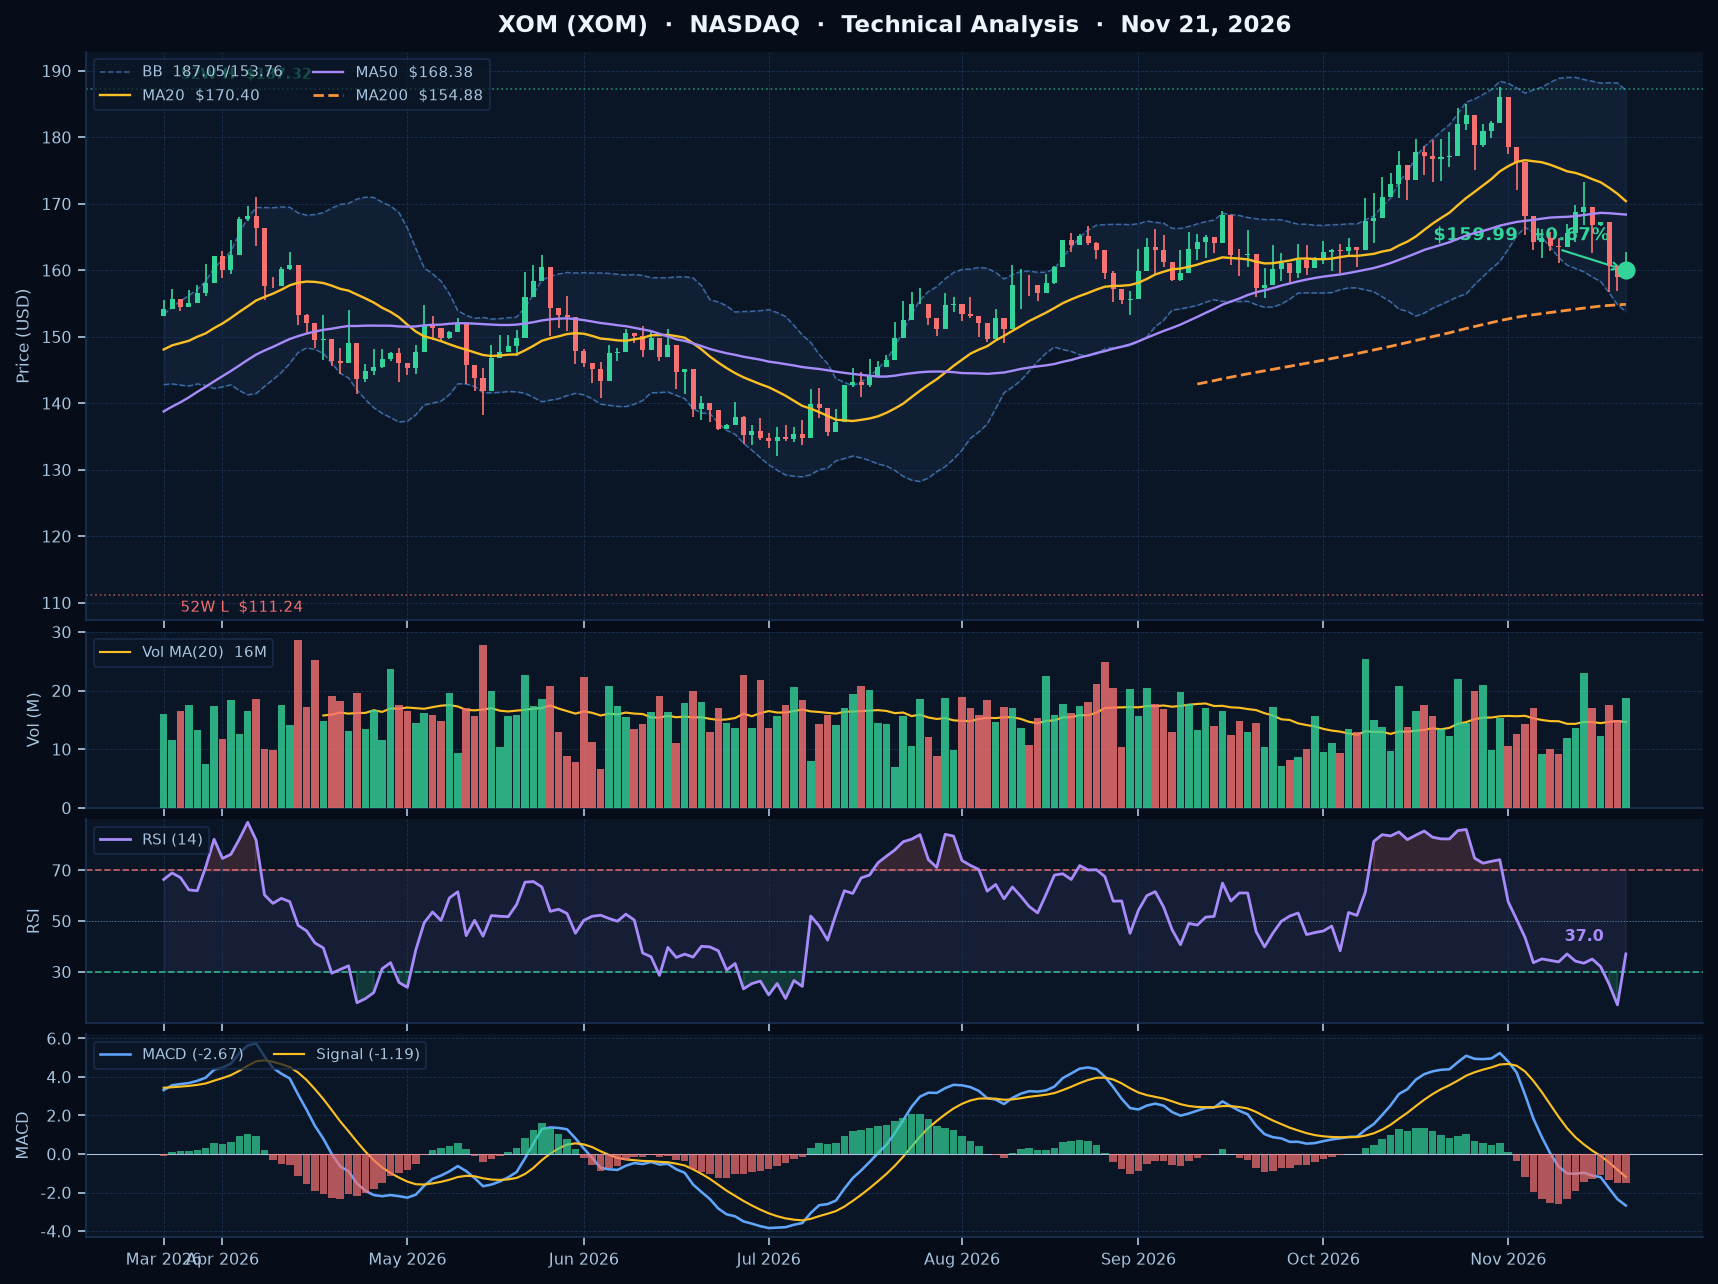 XOM (XOM)  ·  NASDAQ  ·  Technical Analysis  ·  Nov 21, 2026
BB  187.05/153.76
MA50  $168.38
MA20  $170.40
MA200  $154.88
190
180
170
160
150
140
130
120
110
Price (USD)
$159.99  +0.67%
52W L  $111.24
Vol MA(20)  16M
30
20
10
0
Vol (M)
RSI (14)
70
50
30
RSI
37.0
MACD (-2.67)
Signal (-1.19)
6.0
4.0
2.0
0.0
-2.0
-4.0
MACD
Mar 2026
Apr 2026
May 2026
Jun 2026
Jul 2026
Aug 2026
Sep 2026
Oct 2026
Nov 2026